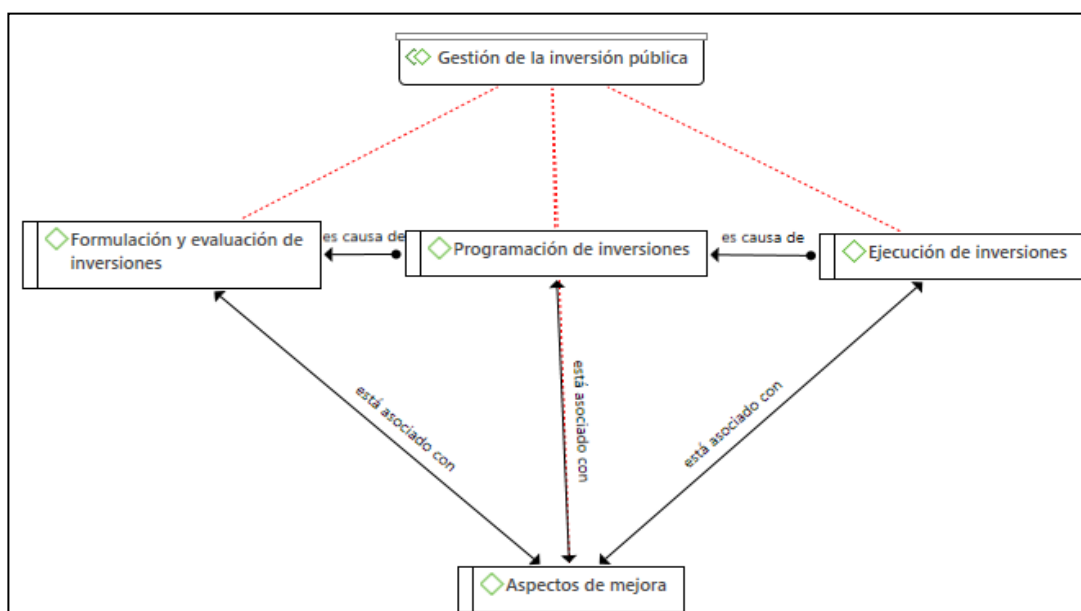 Gestión de la inversión pública
Formulación y evaluación de
inversiones
es causa de
Programación de inversiones
es causa de
Ejecución de inversiones
está asociado con
está asociado con
está asociado con
Aspectos de mejora